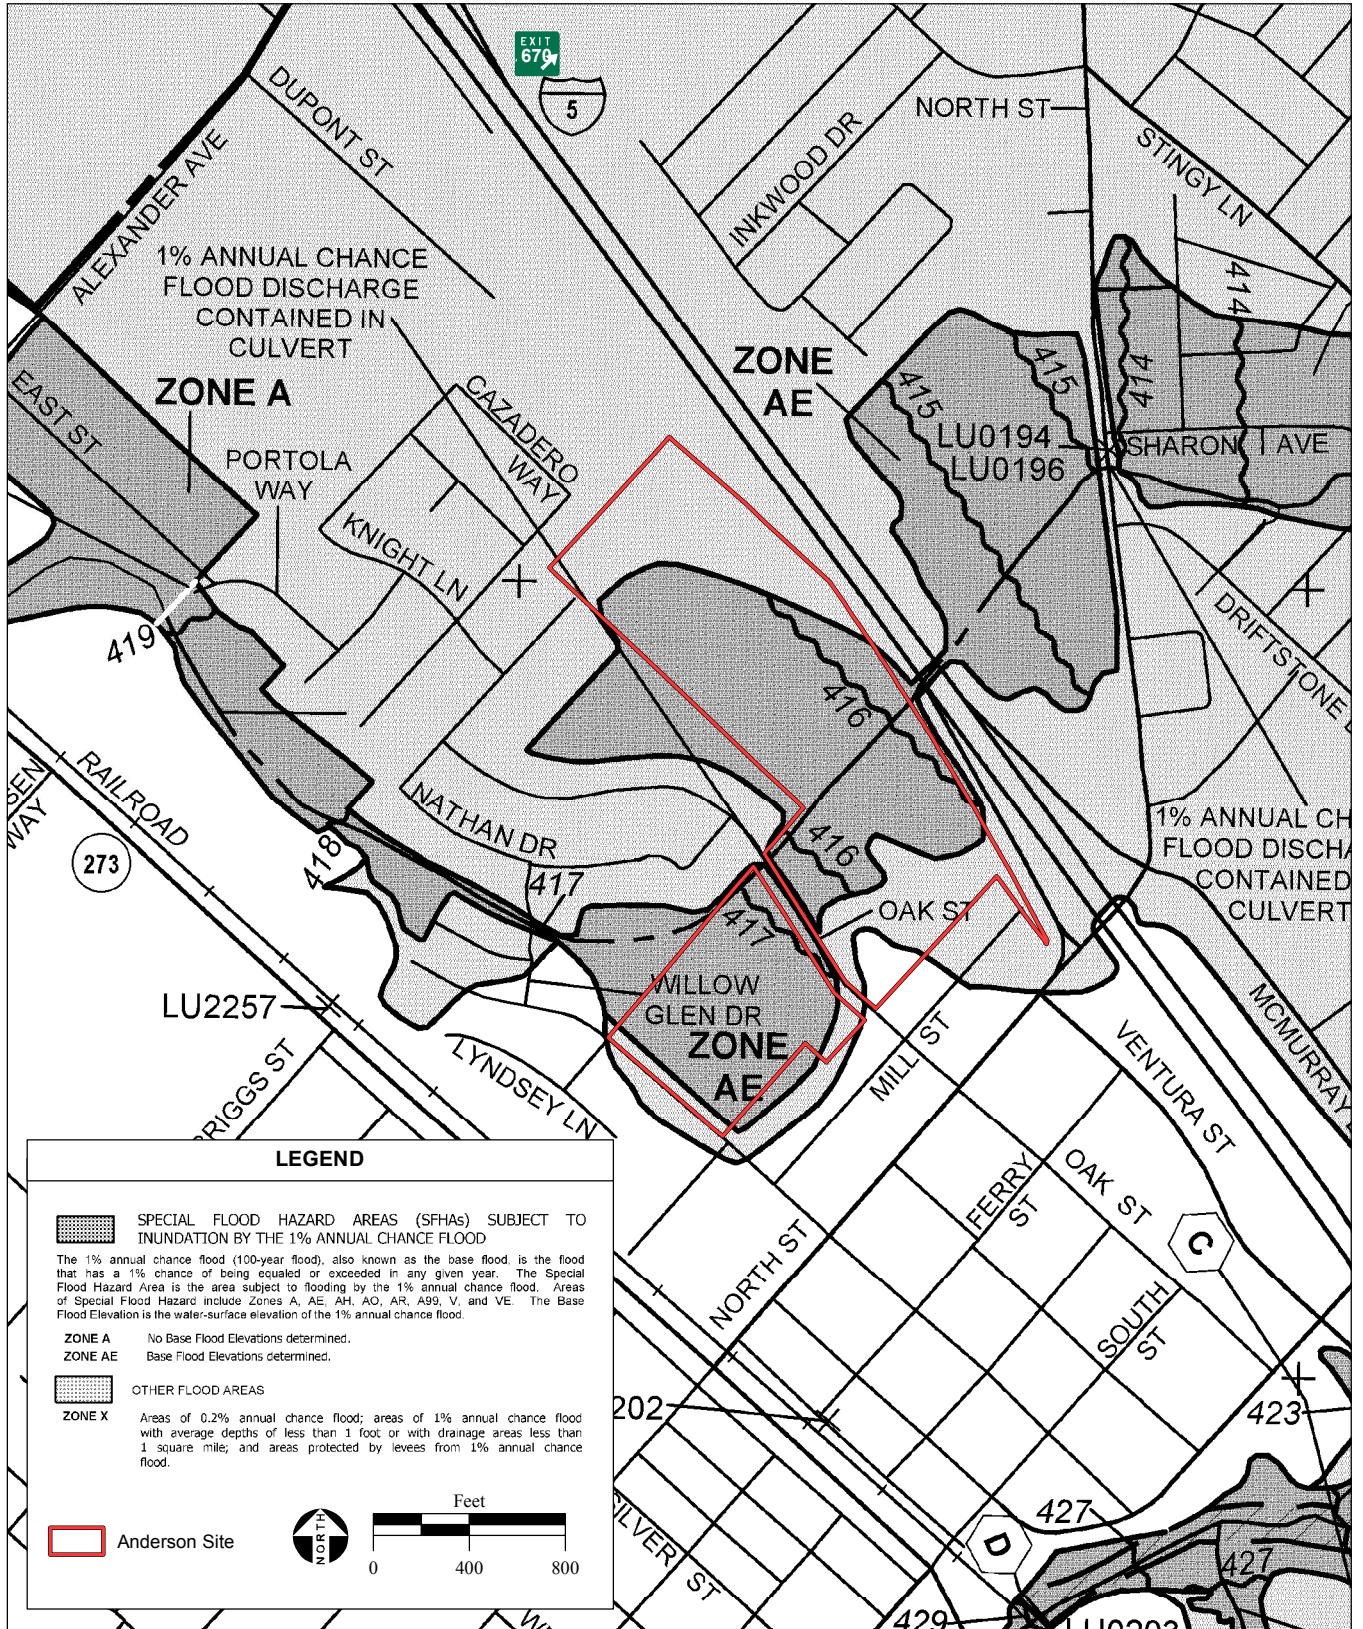 EXIT
670
5
DUPONT ST
ALEXANDER AVE
NORTH ST
INKWOOD DR
STINGY LN
1% ANNUAL CHANCE
FLOOD DISCHARGE
CONTAINED IN
CULVERT
414
414
415
415
ZONE
AE
ZONE A
EAST ST
CAZADERO
WAY
PORTOLA
WAY
KNIGHT LN
LU0194
LU0196
SHARON AVE
419
DRIFTSTONE
416
RAILROAD
WAY
273
NATHAN DR
418
417
416
417
OAK ST
1% ANNUAL CH
FLOOD DISCHA
CONTAINED
CULVERT
LU2257
WILLOW
GLEN DR
ZONE
AE
LYNDSEY LN
BRIGGS ST
MILL ST
VENTURA ST
MCMURRAY
FERRY
ST
OAK ST
NORTH ST
SOUTH
ST
C
202
423
SILVER ST
427
D
427
429
LU0203
LEGEND
SPECIAL FLOOD HAZARD AREAS (SFHAs) SUBJECT TO
INUNDATION BY THE 1% ANNUAL CHANCE FLOOD
The 1% annual chance flood (100-year flood), also known as the base flood, is the flood
that has a 1% chance of being equaled or exceeded in any given year. The Special
Flood Hazard Area is the area subject to flooding by the 1% annual chance flood. Areas
of Special Flood Hazard include Zones A, AE, AH, AO, AR, A99, V, and VE. The Base
Flood Elevation is the water-surface elevation of the 1% annual chance flood.
ZONE A No Base Flood Elevations determined.
ZONE AE Base Flood Elevations determined.
OTHER FLOOD AREAS
ZONE X Areas of 0.2% annual chance flood; areas of 1% annual chance flood
with average depths of less than 1 foot or with drainage areas less than
1 square mile; and areas protected by levees from 1% annual chance
flood.
Anderson Site
NORTH
Feet
0 400 800